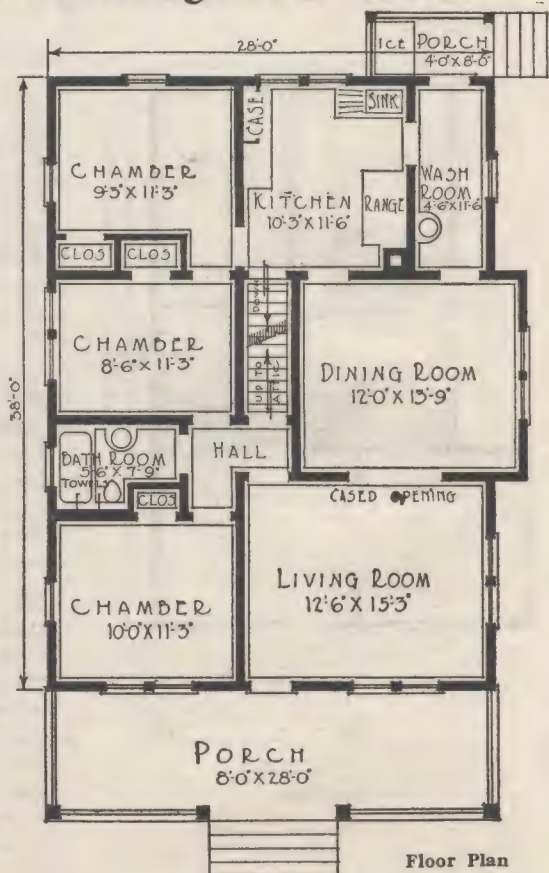 28'-0"
ICE
PORCH
4'-0"X8'-0"
CASE
SINK
CHAMBER
9'-3"X11'-3"
KITCHEN
10'-3"X11'-6"
RANGE
WASH
ROOM
4'-6"X11'-6
CLOS
CLOS
DOWN
UP TO
ATTIC
CHAMBER
8'-6"X11'-3"
DINING ROOM
12'-0"X13'-9"
38'-0"
BATH ROOM
5'-6"X7'-9"
TOWELS
HALL
CLOS
CASED OPENING
LIVING ROOM
12'-6"X15'-3"
CHAMBER
10'-0"X11'-3"
PORCH
8'-0"X28'-0"
Floor Plan